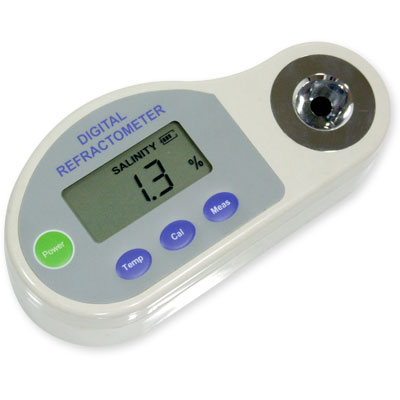 DIGITAL
REFRACTOMETER
SALINITY
1.3 %
Power
Temp
Cal
Meas